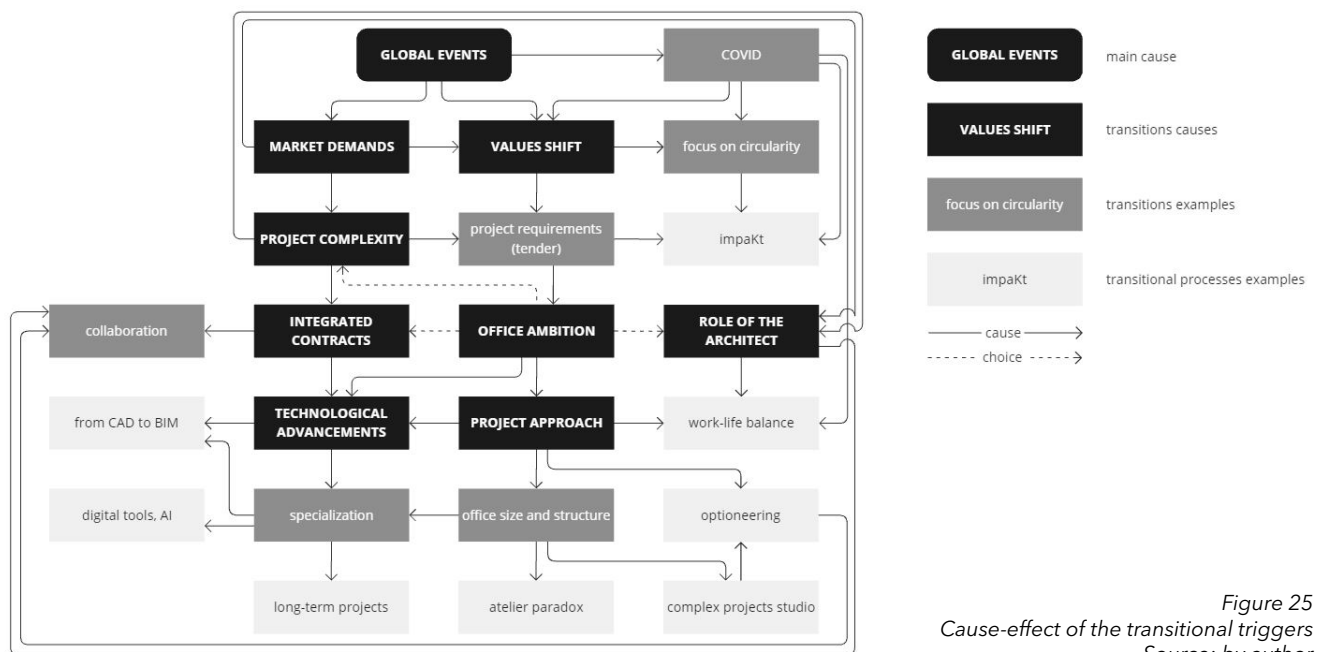 GLOBAL EVENTS
COVID
MARKET DEMANDS
VALUES SHIFT
focus on circularity
PROJECT COMPLEXITY
project requirements
(tender)
impaKt
collaboration
INTEGRATED
CONTRACTS
OFFICE AMBITION
ROLE OF THE
ARCHITECT
from CAD to BIM
TECHNOLOGICAL
ADVANCEMENTS
PROJECT APPROACH
work-life balance
digital tools, AI
specialization
office size and structure
optioneering
long-term projects
atelier paradox
complex projects studio
GLOBAL EVENTS
main cause
VALUES SHIFT
transitions causes
focus on circularity
transitions examples
impaKt
transitional processes examples
cause
choice
Figure 25
Cause-effect of the transitional triggers
Source: by author